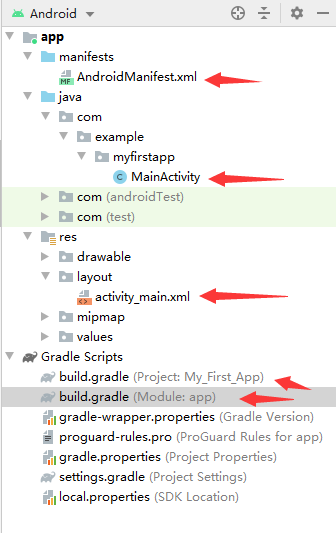 Android
app
manifests
AndroidManifest.xml
MF
java
com
example
myfirstapp
C MainActivity
com (androidTest)
com (test)
res
drawable
layout
activity_main.xml
mipmap
values
Gradle Scripts
build.gradle (Project: My_First_App)
build.gradle (Module: app)
gradle-wrapper.properties (Gradle Version)
proguard-rules.pro (ProGuard Rules for app)
gradle.properties (Project Properties)
settings.gradle (Project Settings)
local.properties (SDK Location)